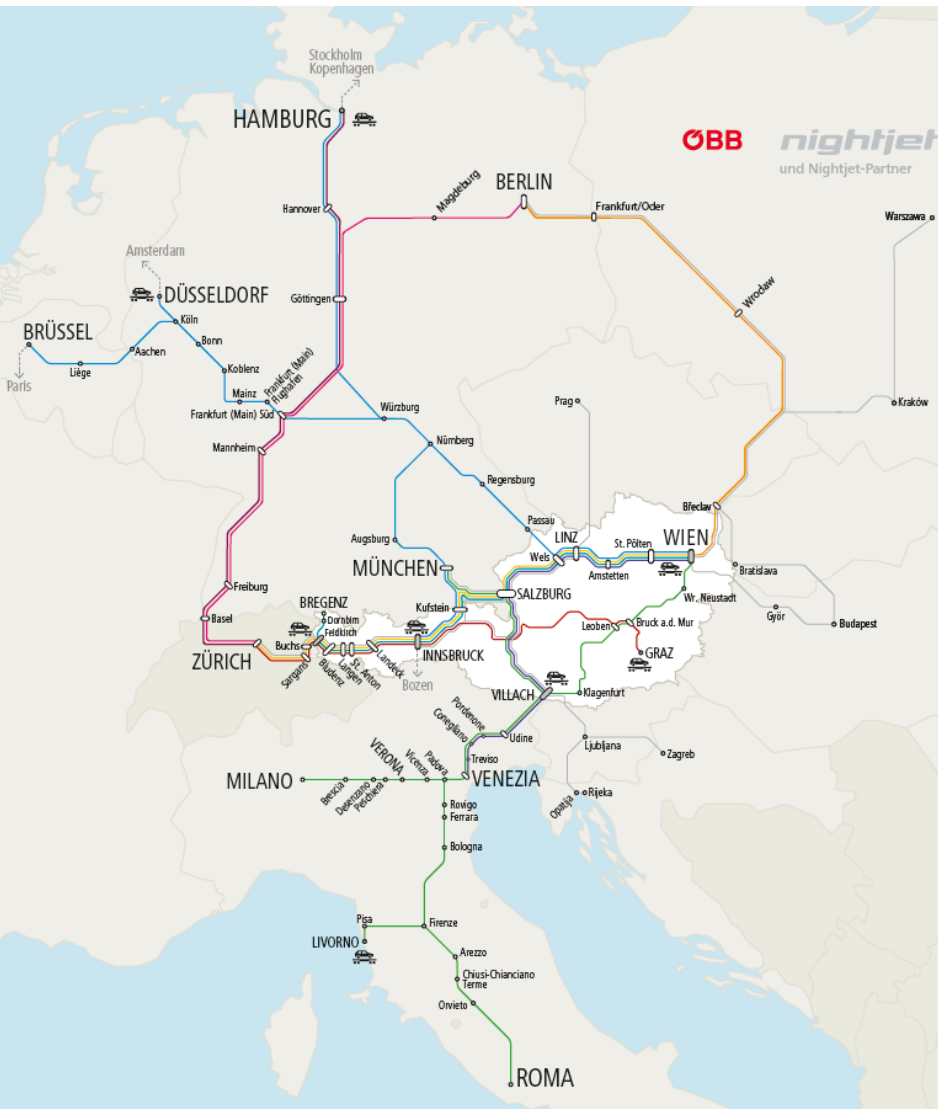 Stockholm
Kopenhagen
HAMBURG
ÖBB
nightjet
und Nightjet-Partner
BERLIN
Magdeburg
Hannover
Frankfurt/Oder
Warszawa
Amsterdam
DÜSSELDORF
Göttingen
Wrocław
BRÜSSEL
Köln
Aachen
Bonn
Liège
Paris
Koblenz
Mainz
Frankfurt (Main)
Flughafen
Frankfurt (Main) Süd
Würzburg
Prag
Kraków
Mannheim
Nürnberg
Regensburg
Břeclav
Passau
Augsburg
LINZ
St. Pölten
WIEN
Wels
MÜNCHEN
Amstetten
Bratislava
Freiburg
SALZBURG
Wr. Neustadt
BREGENZ
Kufstein
Györ
Budapest
Basel
Dornbirn
Feldkirch
Leoben
Bruck a.d. Mur
Buchs
ZÜRICH
Sargans
Bludenz
Langen
St. Anton
Landeck
INNSBRUCK
GRAZ
Bozen
VILLACH
Klagenfurt
Pordenone
Conegliano
Udine
Ljubljana
Zagreb
Treviso
VERONA
Vicenza
Padova
MILANO
VENEZIA
Brescia
Desenzano
Peschiera
Opatija
Rijeka
Rovigo
Ferrara
Bologna
Pisa
Firenze
LIVORNO
Arezzo
Chiusi-Chianciano
Terme
Orvieto
ROMA